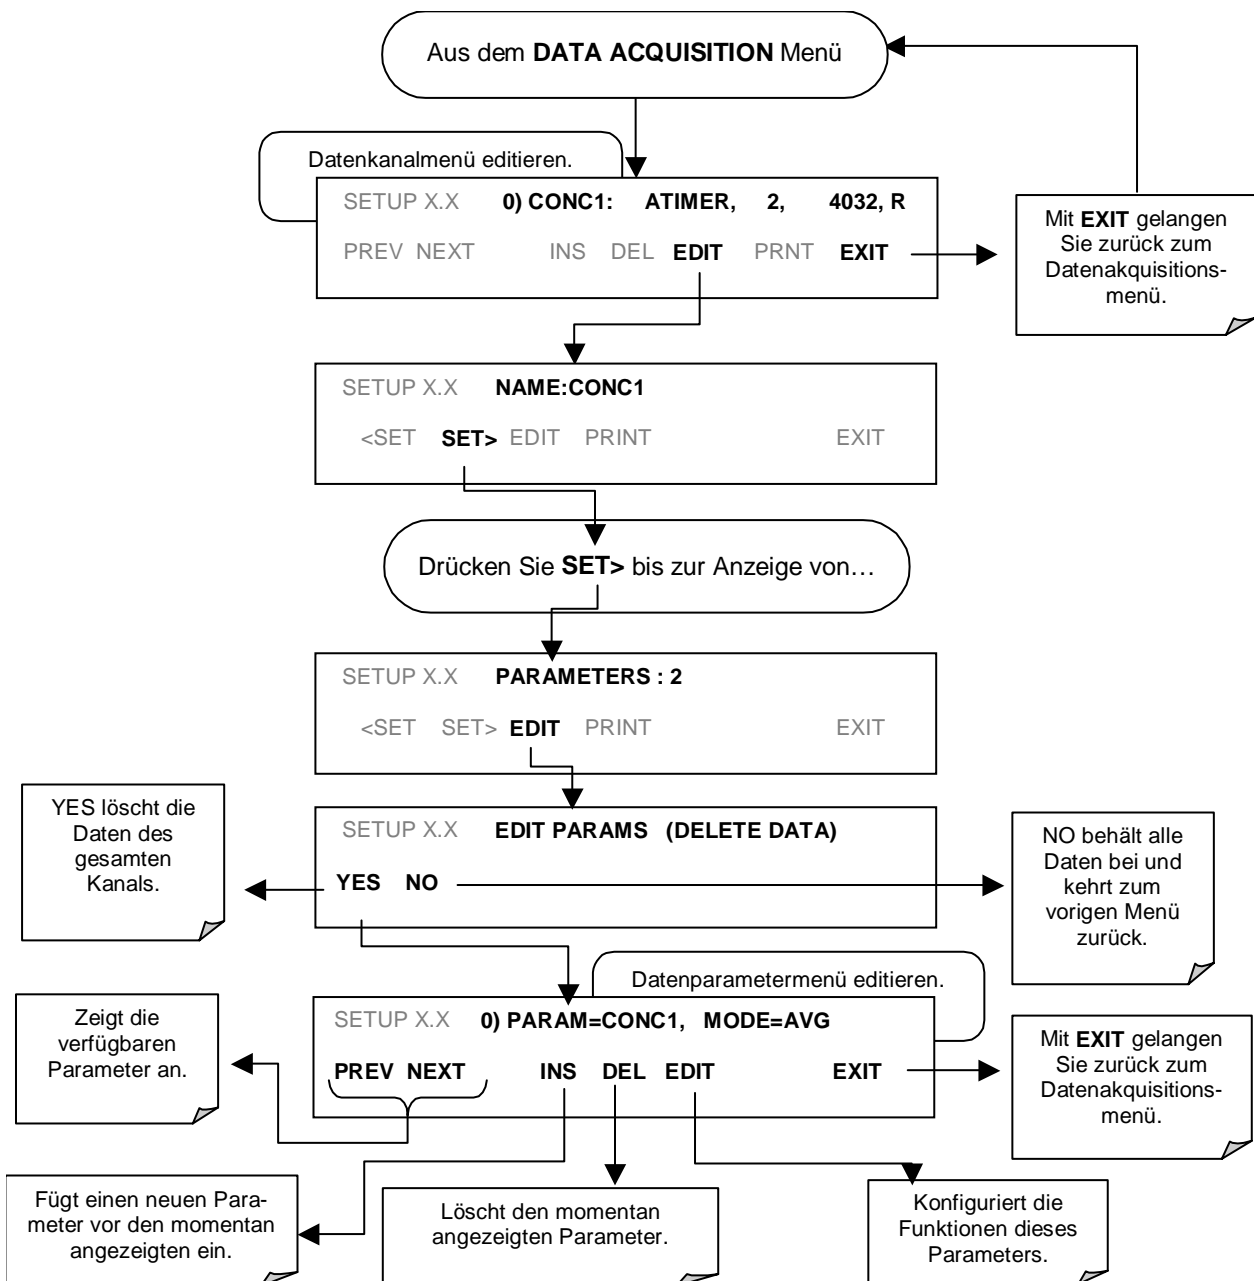 Aus dem DATA ACQUISITION Menü
Datenkanalmenü editieren.
SETUP X.X 0) CONC1: ATIMER, 2, 4032, R
PREV NEXT INS DEL EDIT PRNT EXIT
Mit EXIT gelangen
Sie zurück zum
Datenakquisitions-
menü.
SETUP X.X NAME:CONC1
<SET SET> EDIT PRINT EXIT
Drücken Sie SET> bis zur Anzeige von…
SETUP X.X PARAMETERS : 2
<SET SET> EDIT PRINT EXIT
YES löscht die
Daten des
gesamten
Kanals.
SETUP X.X EDIT PARAMS (DELETE DATA)
YES NO
NO behält alle
Daten bei und
kehrt zum
vorigen Menü
zurück.
Datenparametermenü editieren.
Zeigt die
verfügbaren
Parameter an.
SETUP X.X 0) PARAM=CONC1, MODE=AVG
PREV NEXT INS DEL EDIT EXIT
Mit EXIT gelangen
Sie zurück zum
Datenakquisitions-
menü.
Fügt einen neuen Para-
meter vor den momentan
angezeigten ein.
Löscht den momentan
angezeigten Parameter.
Konfiguriert die
Funktionen dieses
Parameters.